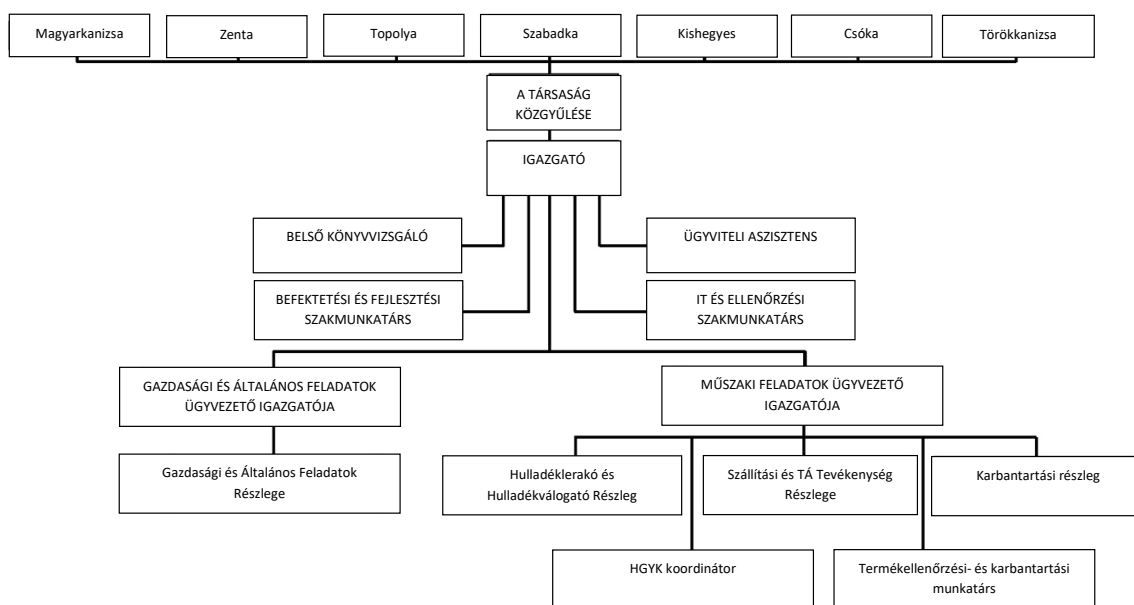 Magyarkanizsa
Zenta
Topolya
Szabadka
Kishegyes
Csóka
Törökkanizsa
A TÁRSASÁG
KÖZGYŰLÉSE
IGAZGATÓ
BELSŐ KÖNYVVIZSGÁLÓ
ÜGYVITELI ASZISZTENS
BEFEKTETÉSI ÉS FEJLESZTÉSI
SZAKMUNKATÁRS
IT ÉS ELLENŐRZÉSI
SZAKMUNKATÁRS
GAZDASÁGI ÉS ÁLTALÁNOS FELADATOK
ÜGYVEZETŐ IGAZGATÓJA
MŰSZAKI FELADATOK ÜGYVEZETŐ
IGAZGATÓJA
Gazdasági és Általános Feladatok
Részlege
Hulladéklerakó és
Hulladékválogató Részleg
Szállítási és TÁ Tevékenység
Részlege
Karbantartási részleg
HGYK koordinátor
Termékellenőrzési- és karbantartási
munkatárs